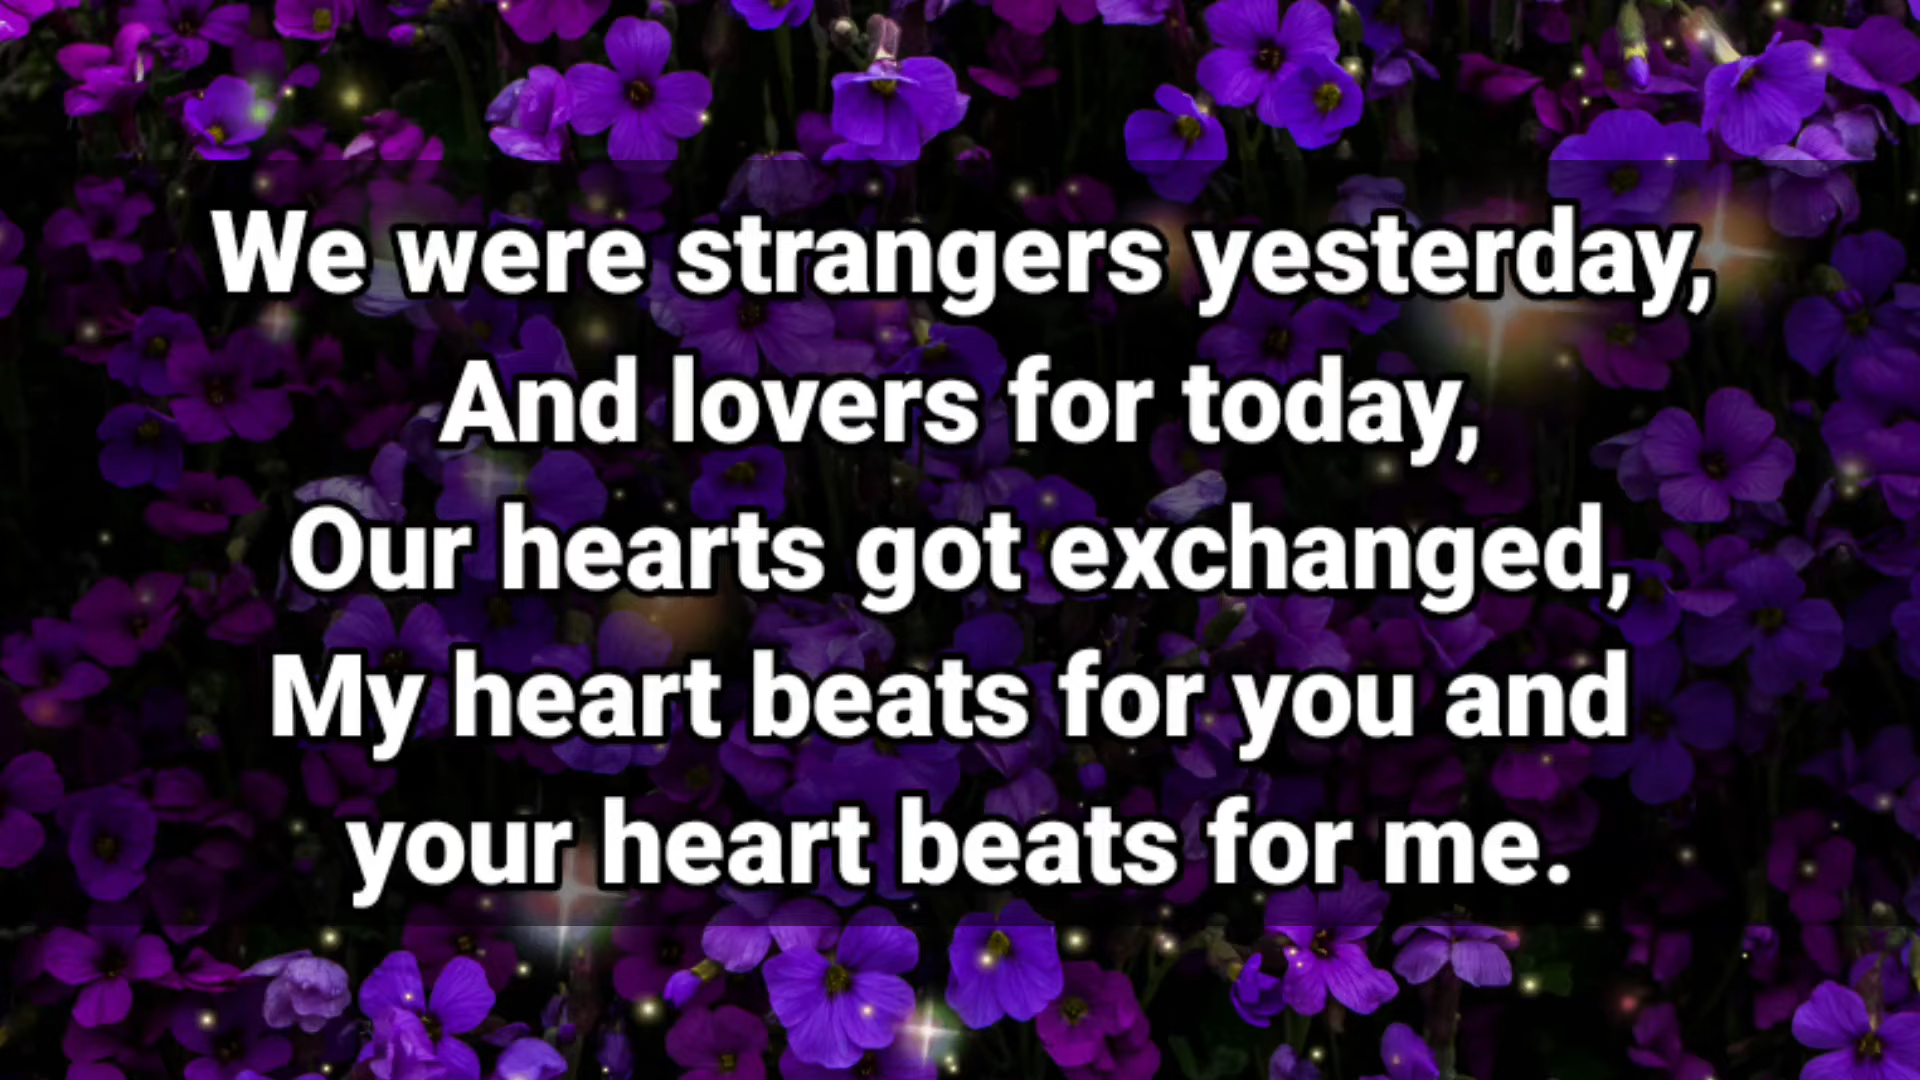 We were strangers yesterday,
And lovers for today,
Our hearts got exchanged,
My heart beats for you and
your heart beats for me.